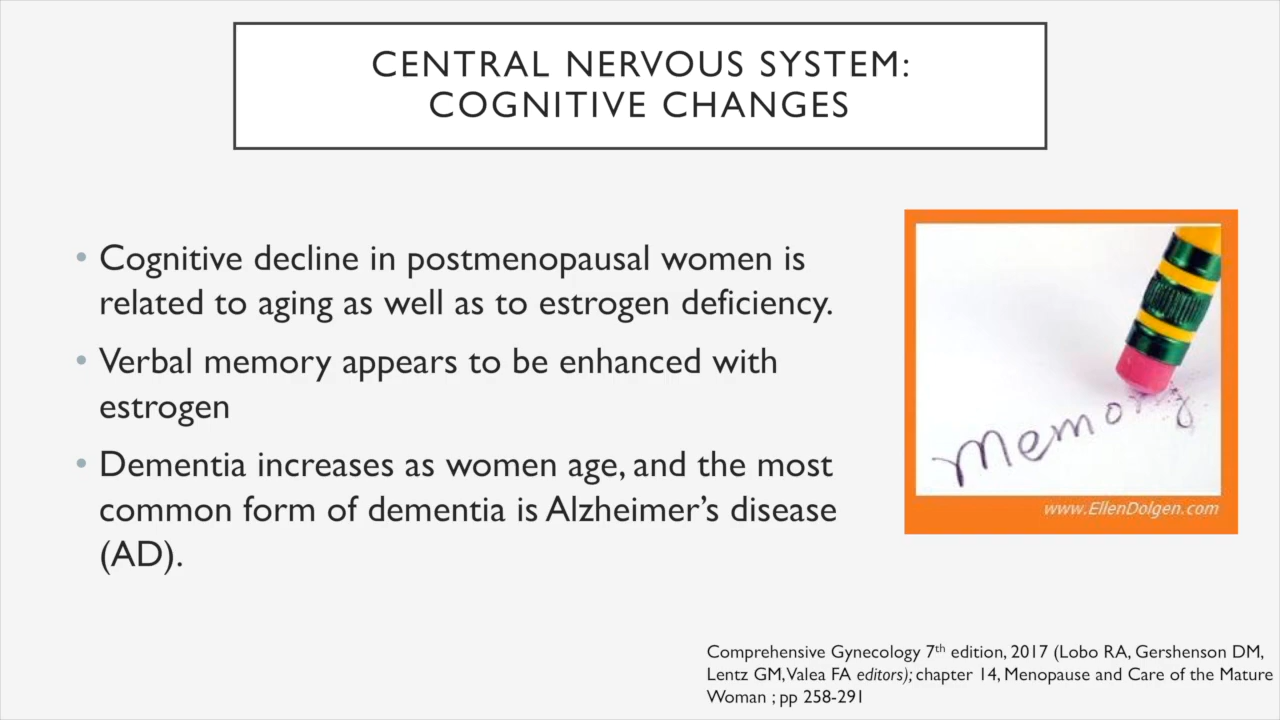 CENTRAL NERVOUS SYSTEM:
COGNITIVE CHANGES
• Cognitive decline in postmenopausal women is
related to aging as well as to estrogen deficiency.
• Verbal memory appears to be enhanced with
estrogen
• Dementia increases as women age, and the most
common form of dementia is Alzheimer’s disease
(AD).
memory
www.EllenDolgen.com
Comprehensive Gynecology 7th edition, 2017 (Lobo RA, Gershenson DM,
Lentz GM, Valea FA editors); chapter 14, Menopause and Care of the Mature
Woman ; pp 258-291